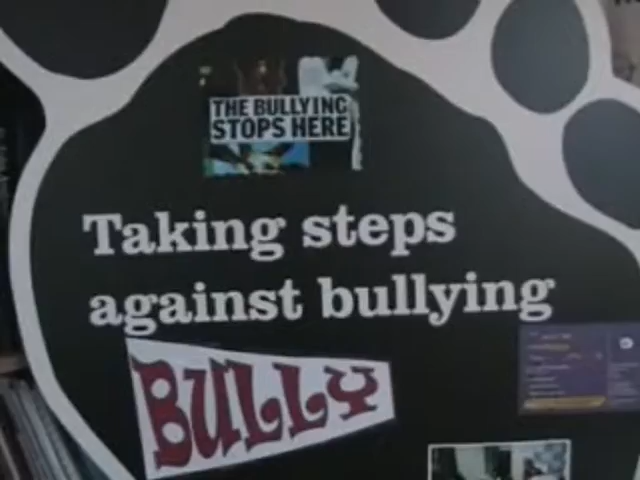 THE BULLYING
STOPS HERE
Taking steps
against bullying
BULLY